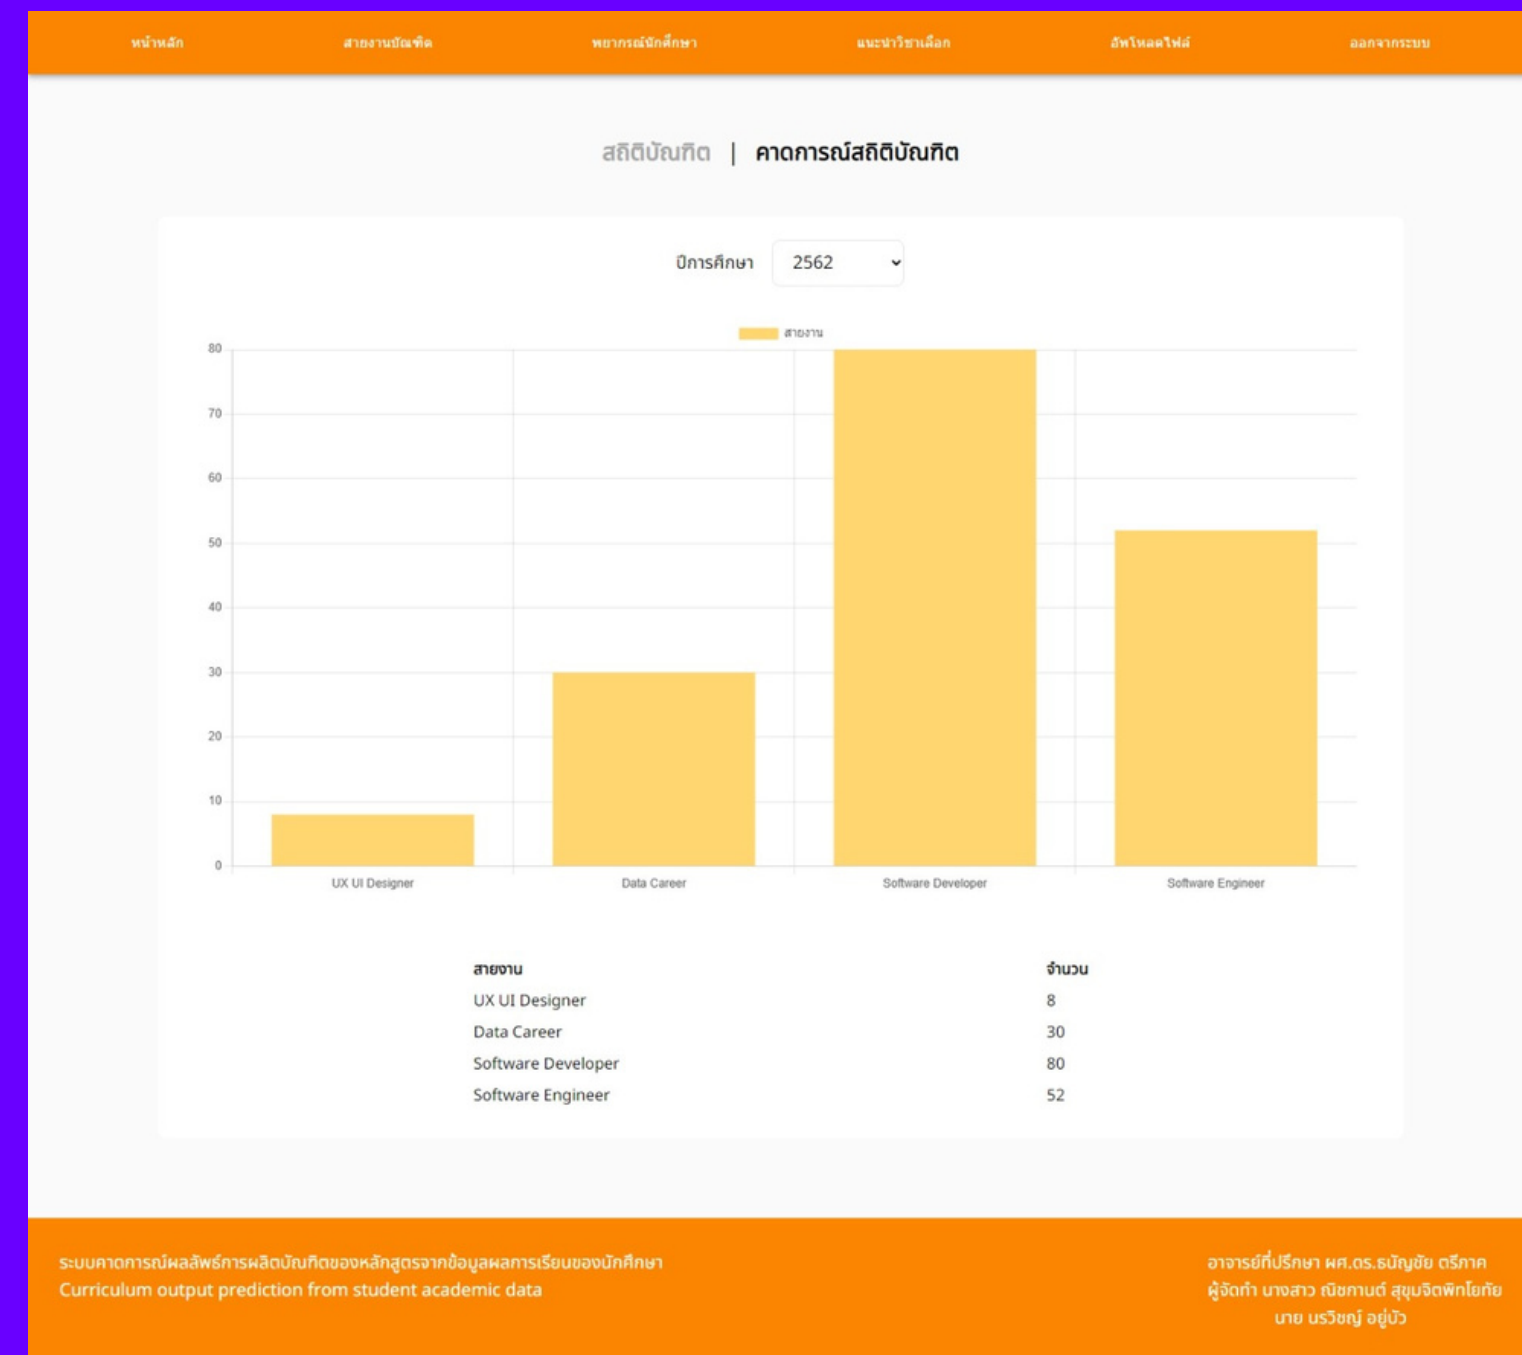 หน้าหลัก สายงานบัณฑิต พยากรณ์นักศึกษา แนะนำวิชาเลือก อัพโหลดไฟล์ ออกจากระบบ
สถิติบัณฑิต | คาดการณ์สถิติบัณฑิต
ปีการศึกษา 2562
สายงาน
80
70
60
50
40
30
20
10
0
UX UI Designer Data Career Software Developer Software Engineer
สายงาน จำนวน
UX UI Designer 8
Data Career 30
Software Developer 80
Software Engineer 52
ระบบคาดการณ์ผลลัพธ์การผลิตบัณฑิตของหลักสูตรจากข้อมูลผลการเรียนของนักศึกษา
Curriculum output prediction from student academic data
อาจารย์ที่ปรึกษา ผศ.ดร.ธนัญชัย ตรีภาค
ผู้จัดทำ นางสาว ณิชกานต์ สุขุมจิตพิทโยทัย
นาย นรวิชญ์ อยู่บัว